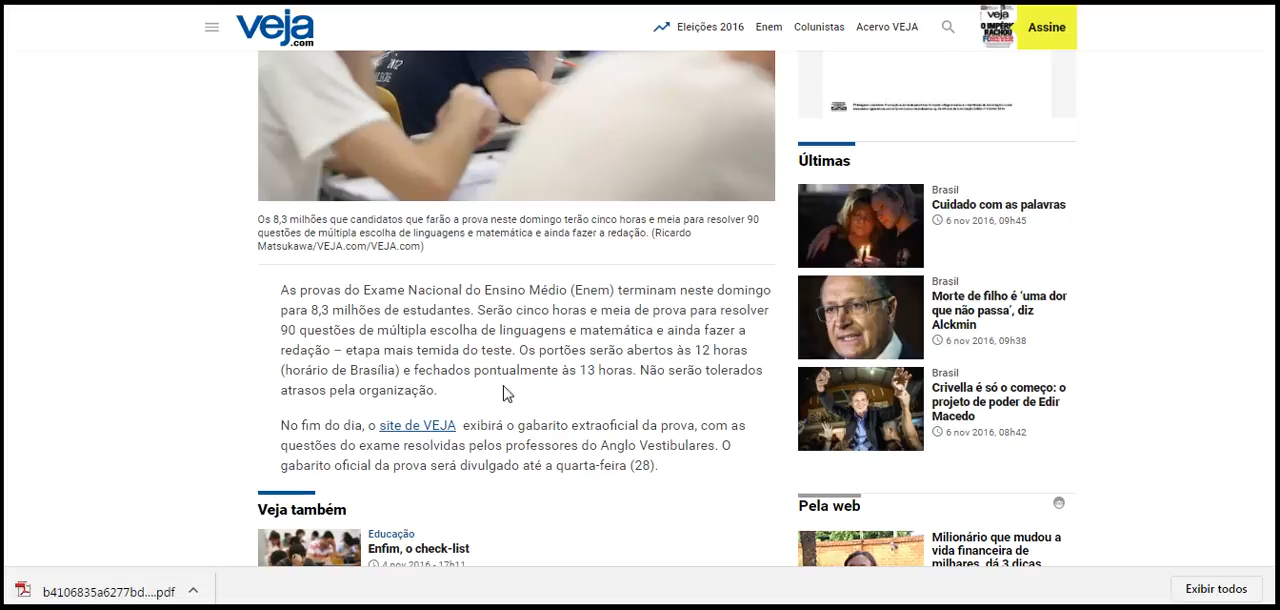 veja
.com
Eleições 2016 Enem Colunistas Acervo VEJA
veja
O IMPÉRIO
RACHOU
FOREVER
Assine
Os 8,3 milhões que candidatos que farão a prova neste domingo terão cinco horas e meia para resolver 90
questões de múltipla escolha de linguagens e matemática e ainda fazer a redação. (Ricardo
Matsukawa/VEJA.com/VEJA.com)
As provas do Exame Nacional do Ensino Médio (Enem) terminam neste domingo
para 8,3 milhões de estudantes. Serão cinco horas e meia de prova para resolver
90 questões de múltipla escolha de linguagens e matemática e ainda fazer a
redação – etapa mais temida do teste. Os portões serão abertos às 12 horas
(horário de Brasília) e fechados pontualmente às 13 horas. Não serão tolerados
atrasos pela organização.
No fim do dia, o site de VEJA exibirá o gabarito extraoficial da prova, com as
questões do exame resolvidas pelos professores do Anglo Vestibulares. O
gabarito oficial da prova será divulgado até a quarta-feira (28).
Veja também
Educação
Enfim, o check-list
4 nov 2016 - 17h11
Últimas
Brasil
Cuidado com as palavras
6 nov 2016, 09h45
Brasil
Morte de filho é ‘uma dor
que não passa’, diz
Alckmin
6 nov 2016, 09h38
Brasil
Crivella é só o começo: o
projeto de poder de Edir
Macedo
6 nov 2016, 08h42
Pela web
Milionário que mudou a
vida financeira de
milhares, dá 3 dicas
b4106835a6277bd....pdf
Exibir todos